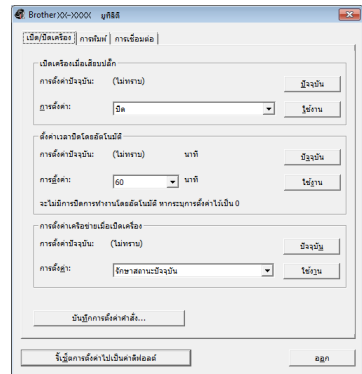 Brother XX-XXXX ยูทิลิตี
เปิด/ปิดเครื่อง การพิมพ์ การเชื่อมต่อ
เปิดเครื่องเมื่อเสียบปลั๊ก
การตั้งค่าปัจจุบัน: (ไม่ทราบ) ปัจจุบัน
การตั้งค่า: ปิด ใช้งาน
ตั้งค่าเวลาปิดโดยอัตโนมัติ
การตั้งค่าปัจจุบัน: (ไม่ทราบ) นาที ปัจจุบัน
การตั้งค่า: 60 นาที ใช้งาน
จะไม่มีการปิดการทำงานโดยอัตโนมัติ หากระบุการตั้งค่าไว้เป็น 0
การตั้งค่าเครือข่ายเมื่อเปิดเครื่อง
การตั้งค่าปัจจุบัน: (ไม่ทราบ) ปัจจุบัน
การตั้งค่า: รักษาสถานะปัจจุบัน ใช้งาน
บันทึกการตั้งค่าคำสั่ง...
รีเซ็ตการตั้งค่าไปเป็นค่าดีฟอลต์ ออก